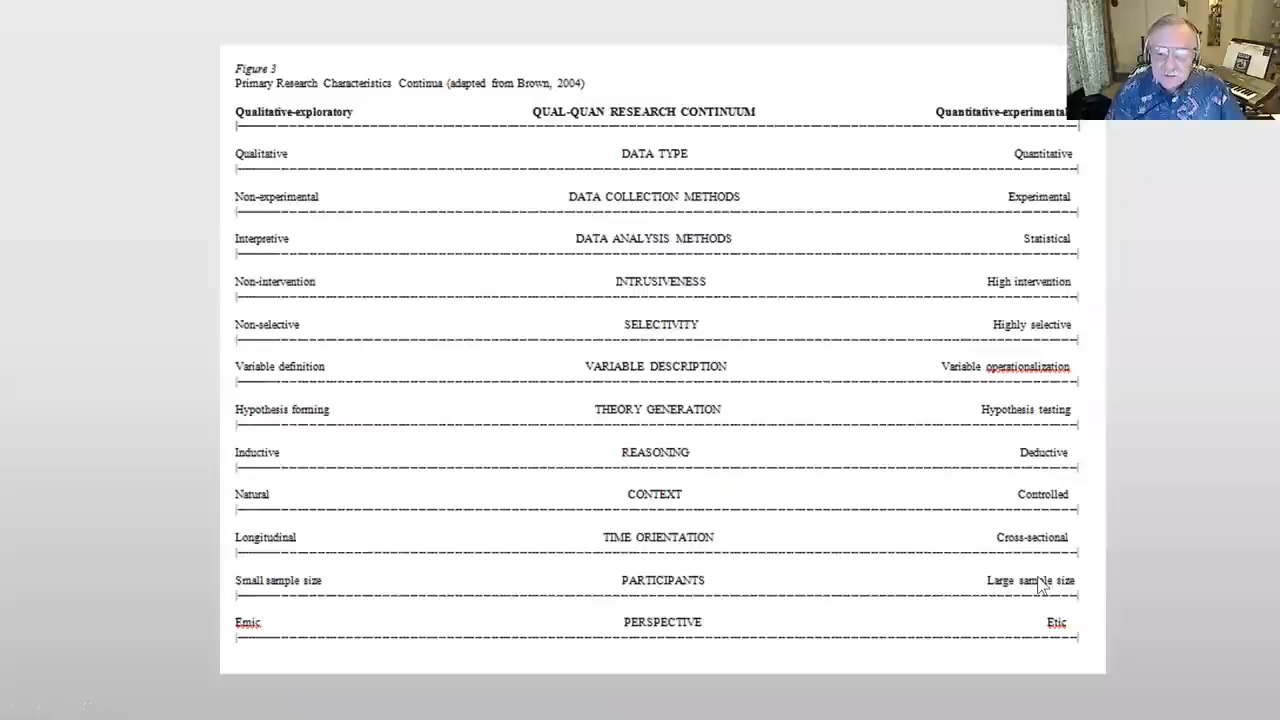 Figure 3
Primary Research Characteristics Continua (adapted from Brown, 2004)
Qualitative-exploratory QUAL-QUAN RESEARCH CONTINUUM Quantitative-experimental
Qualitative DATA TYPE Quantitative
Non-experimental DATA COLLECTION METHODS Experimental
Interpretive DATA ANALYSIS METHODS Statistical
Non-intervention INTRUSIVENESS High intervention
Non-selective SELECTIVITY Highly selective
Variable definition VARIABLE DESCRIPTION Variable operationalization
Hypothesis forming THEORY GENERATION Hypothesis testing
Inductive REASONING Deductive
Natural CONTEXT Controlled
Longitudinal TIME ORIENTATION Cross-sectional
Small sample size PARTICIPANTS Large sample size
Emic PERSPECTIVE Etic